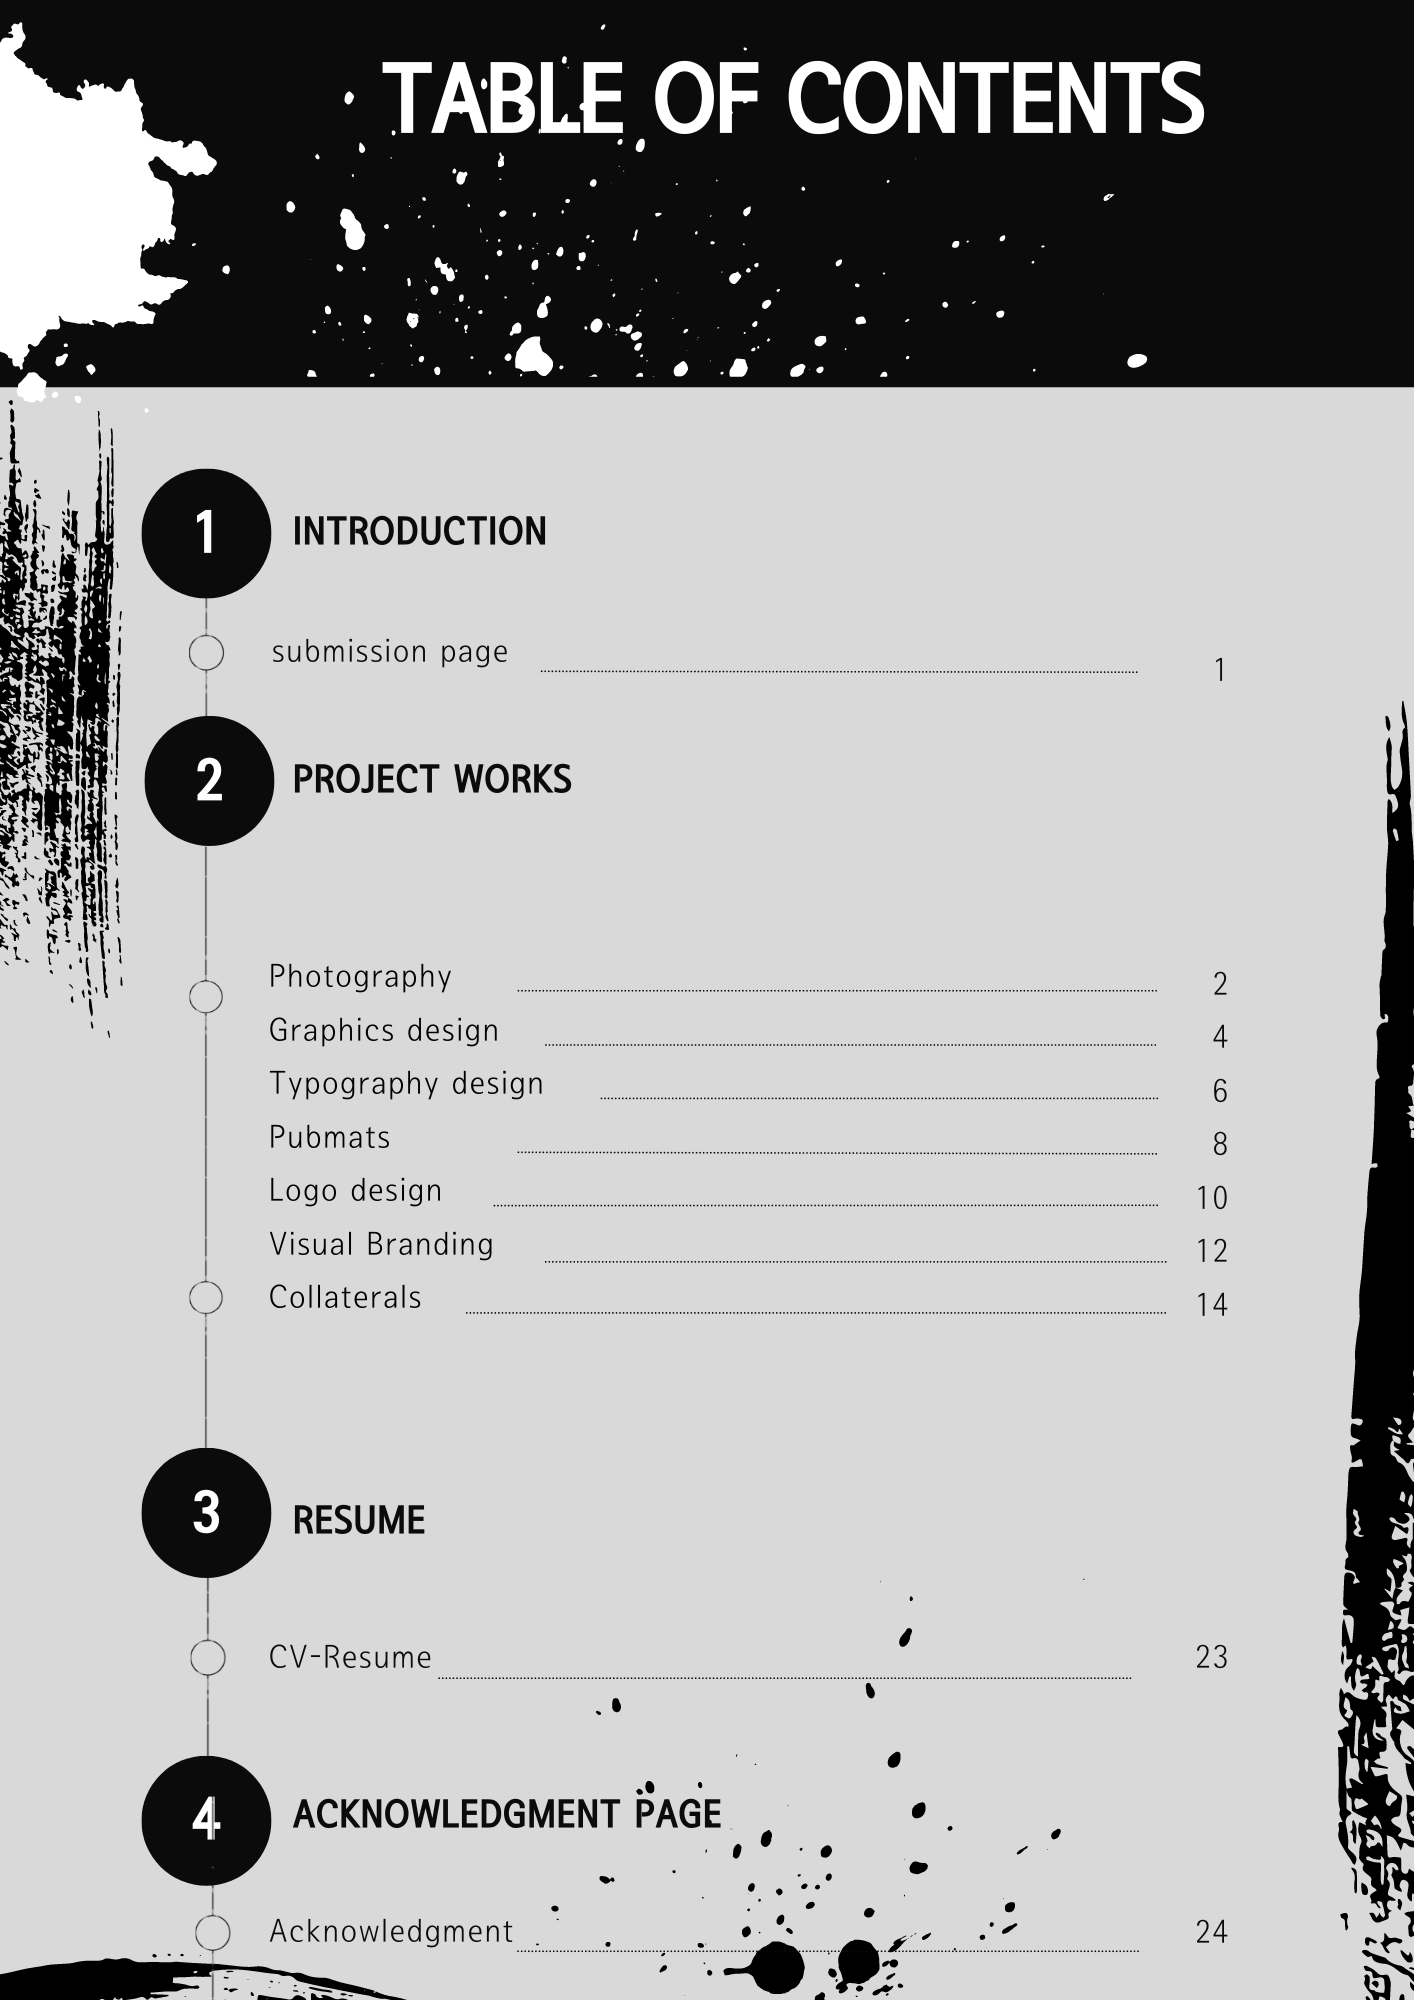 TABLE OF CONTENTS
1 INTRODUCTION
submission page 1
2 PROJECT WORKS
Photography 2
Graphics design 4
Typography design 6
Pubmats 8
Logo design 10
Visual Branding 12
Collaterals 14
3 RESUME
CV-Resume 23
4 ACKNOWLEDGMENT PAGE
Acknowledgment 24